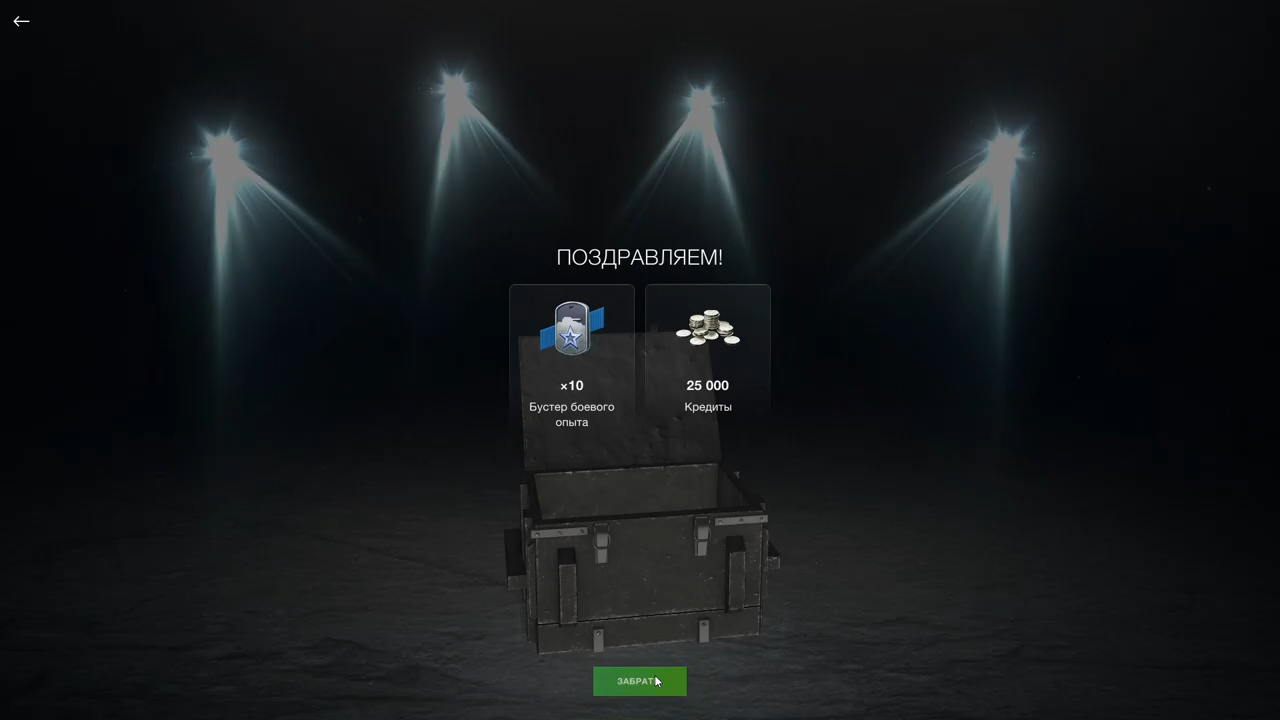 ПОЗДРАВЛЯЕМ!
×10
Бустер боевого
опыта
25 000
Кредиты